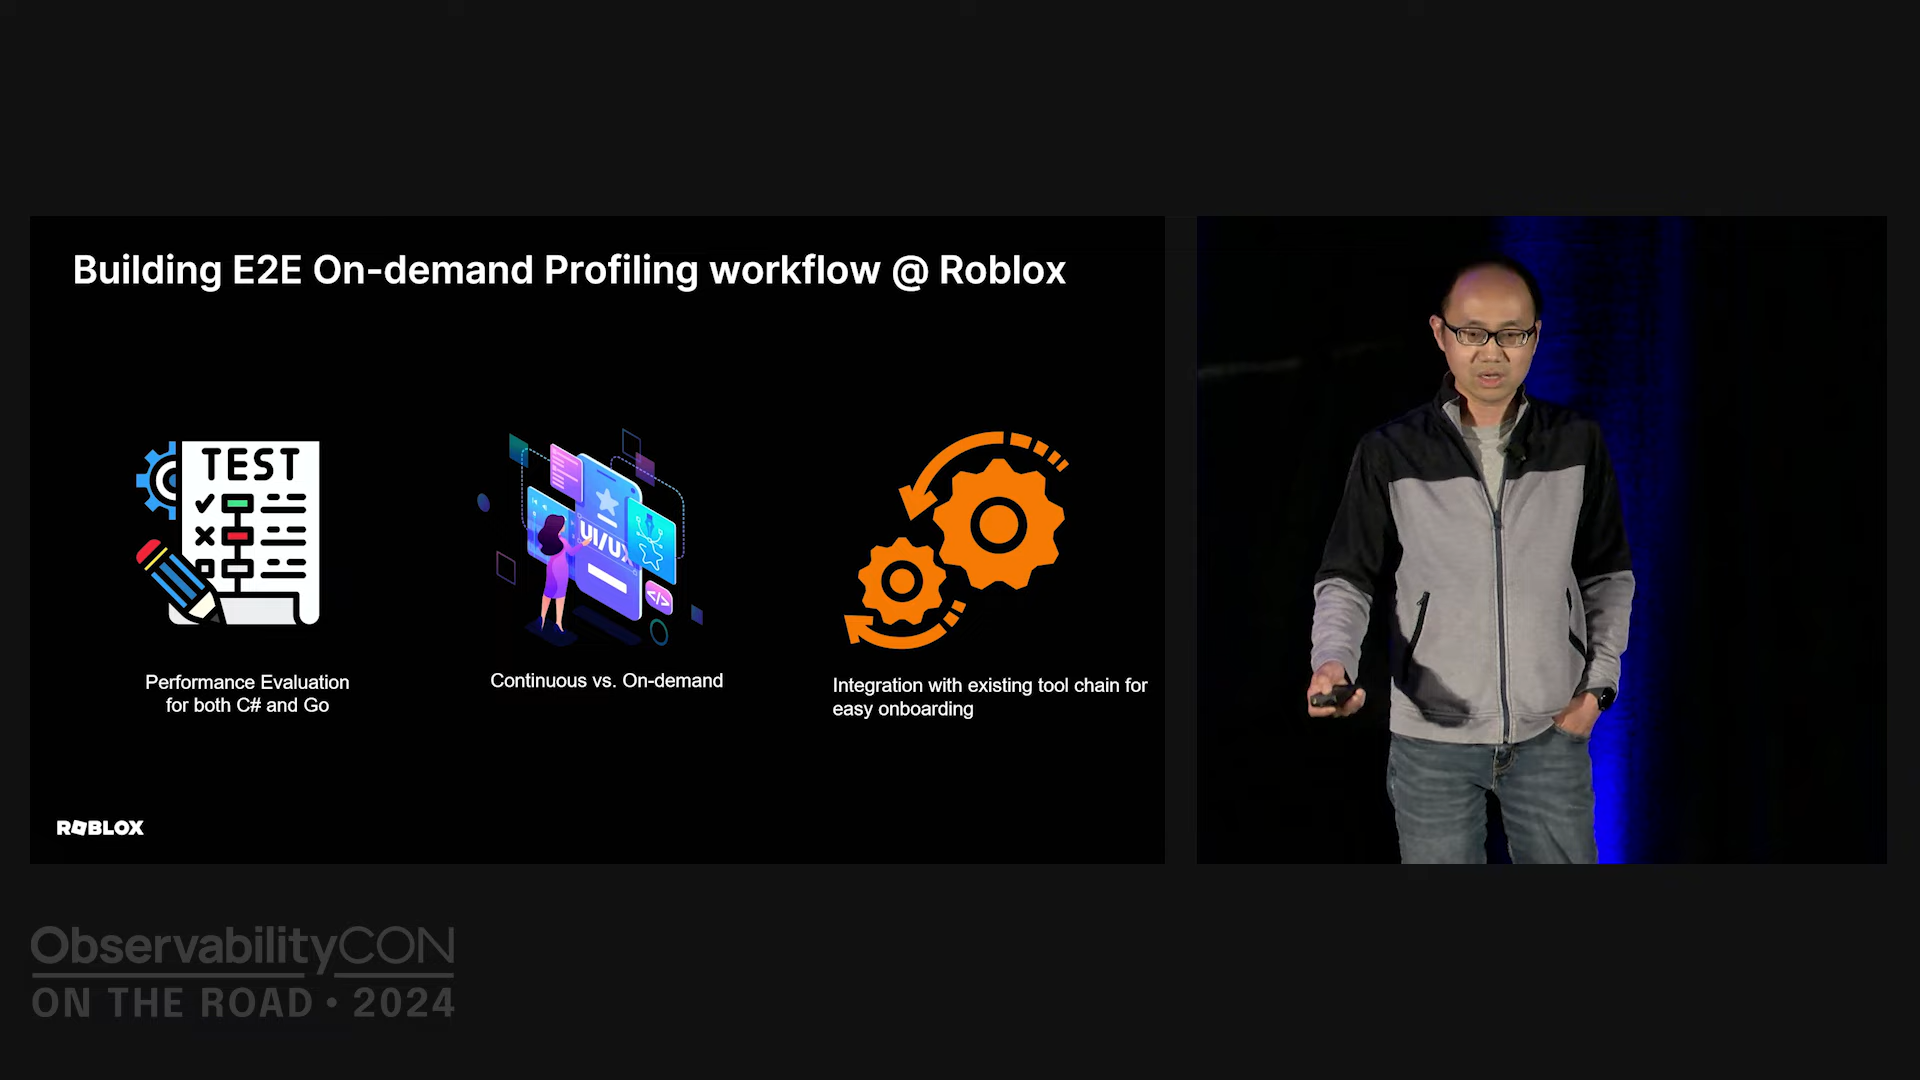 Building E2E On-demand Profiling workflow @ Roblox
TEST
UI/UX
</>
Performance Evaluation
for both C# and Go
Continuous vs. On-demand
Integration with existing tool chain for
easy onboarding
ROBLOX
ObservabilityCON
ON THE ROAD • 2024